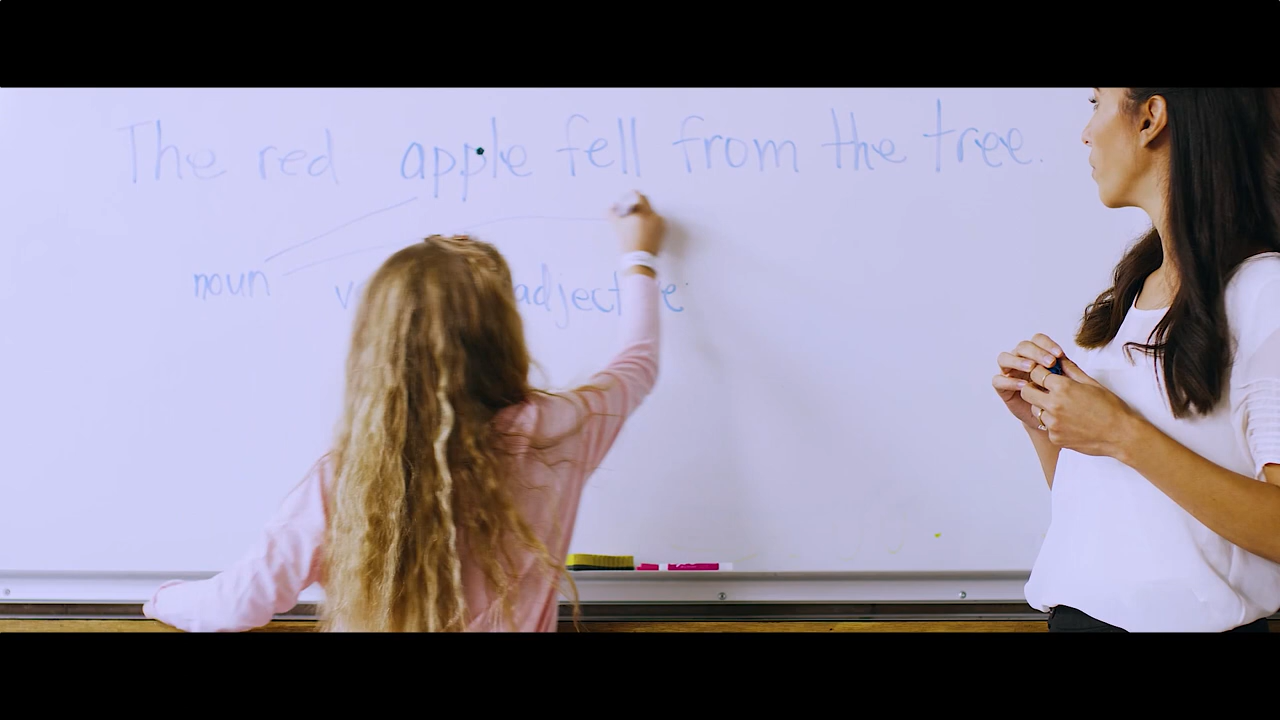 The red apple fell from the tree.
noun